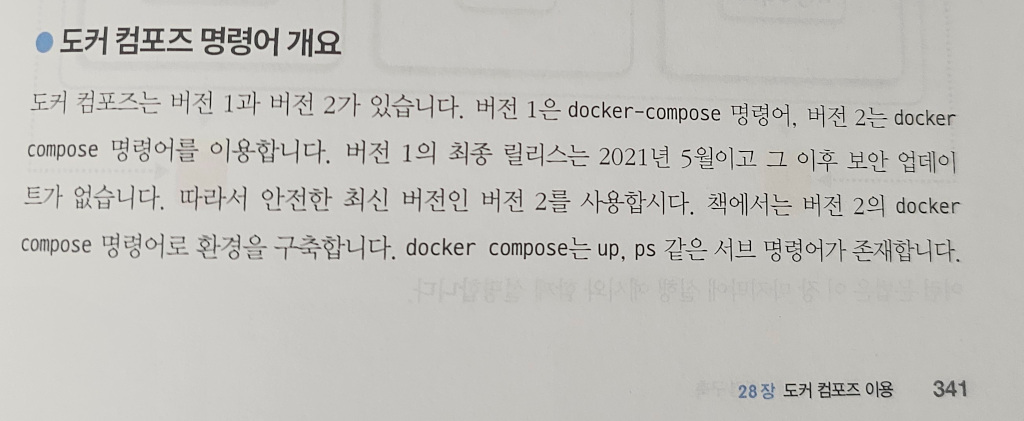 도커 컴포즈 명령어 개요
도커 컴포즈는 버전 1과 버전 2가 있습니다. 버전 1은 docker-compose 명령어, 버전 2는 docker
compose 명령어를 이용합니다. 버전 1의 최종 릴리스는 2021년 5월이고 그 이후 보안 업데이
트가 없습니다. 따라서 안전한 최신 버전인 버전 2를 사용합시다. 책에서는 버전 2의 docker
compose 명령어로 환경을 구축합니다. docker compose는 up, ps 같은 서브 명령어가 존재합니다.
28장 도커 컴포즈 이용 341